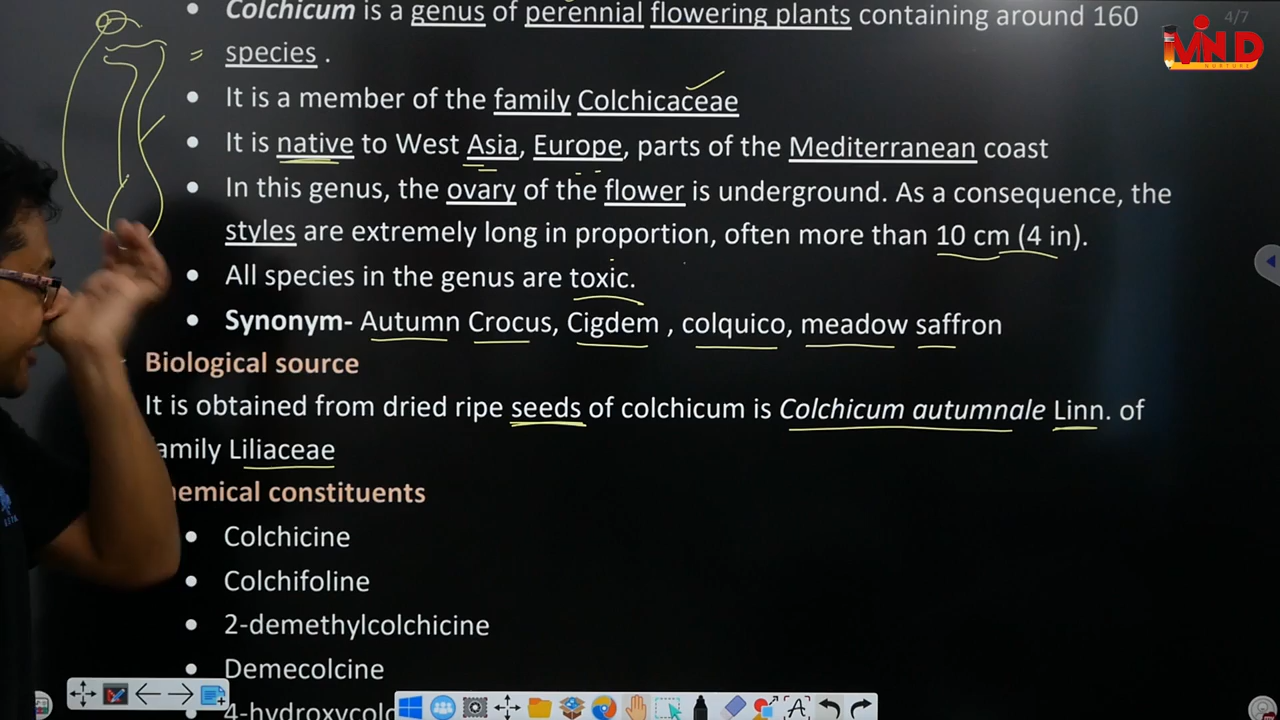 4/7
MIND
NURTURE
• Colchicum is a genus of perennial flowering plants containing around 160
species .
• It is a member of the family Colchicaceae
• It is native to West Asia, Europe, parts of the Mediterranean coast
• In this genus, the ovary of the flower is underground. As a consequence, the
styles are extremely long in proportion, often more than 10 cm (4 in).
• All species in the genus are toxic.
• Synonym- Autumn Crocus, Cigdem , colquico, meadow saffron
Biological source
It is obtained from dried ripe seeds of colchicum is Colchicum autumnale Linn. of
amily Liliaceae
hemical constituents
• Colchicine
• Colchifoline
• 2-demethylcolchicine
• Demecolcine
• 4-hydroxycolc